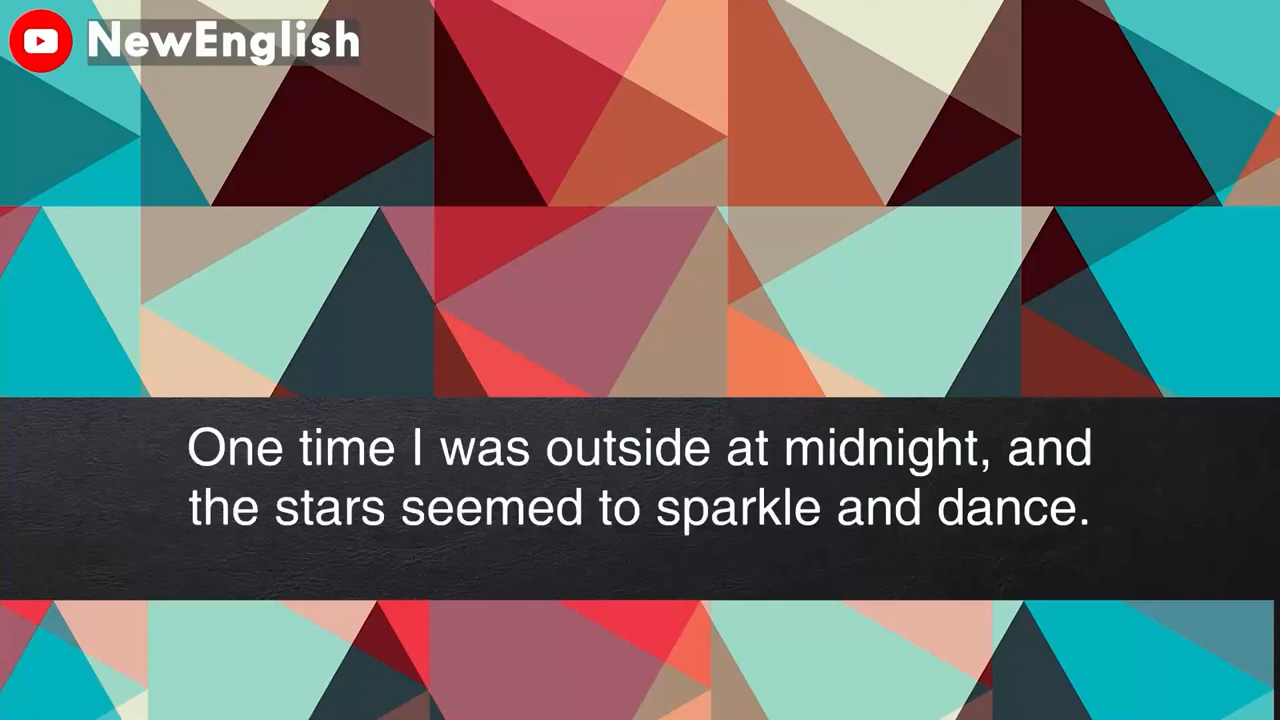 NewEnglish
One time I was outside at midnight, and
the stars seemed to sparkle and dance.